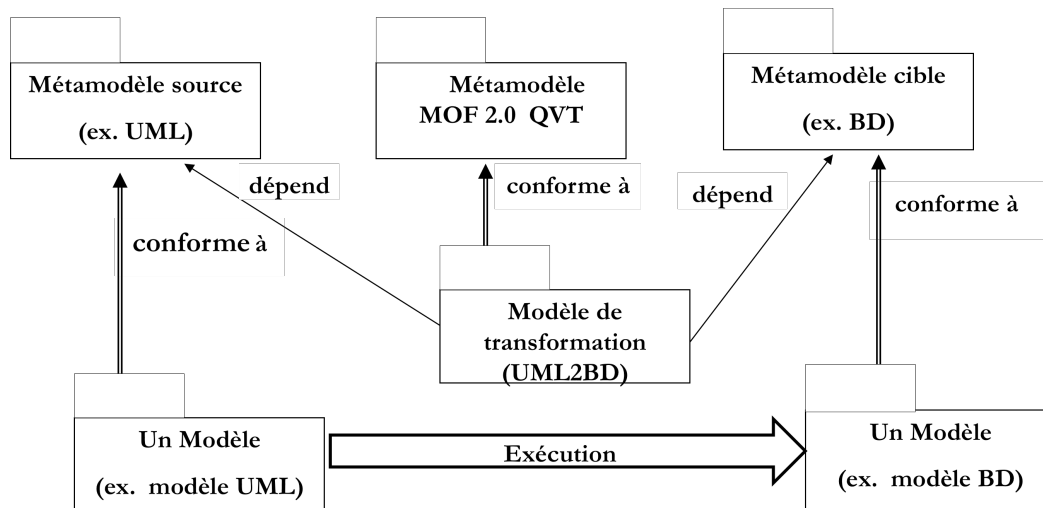 Métamodèle source
(ex. UML)
Métamodèle
MOF 2.0 QVT
Métamodèle cible
(ex. BD)
dépend
conforme à
dépend
conforme à
conforme à
Modèle de
transformation
(UML2BD)
Un Modèle
(ex. modèle UML)
Exécution
Un Modèle
(ex. modèle BD)